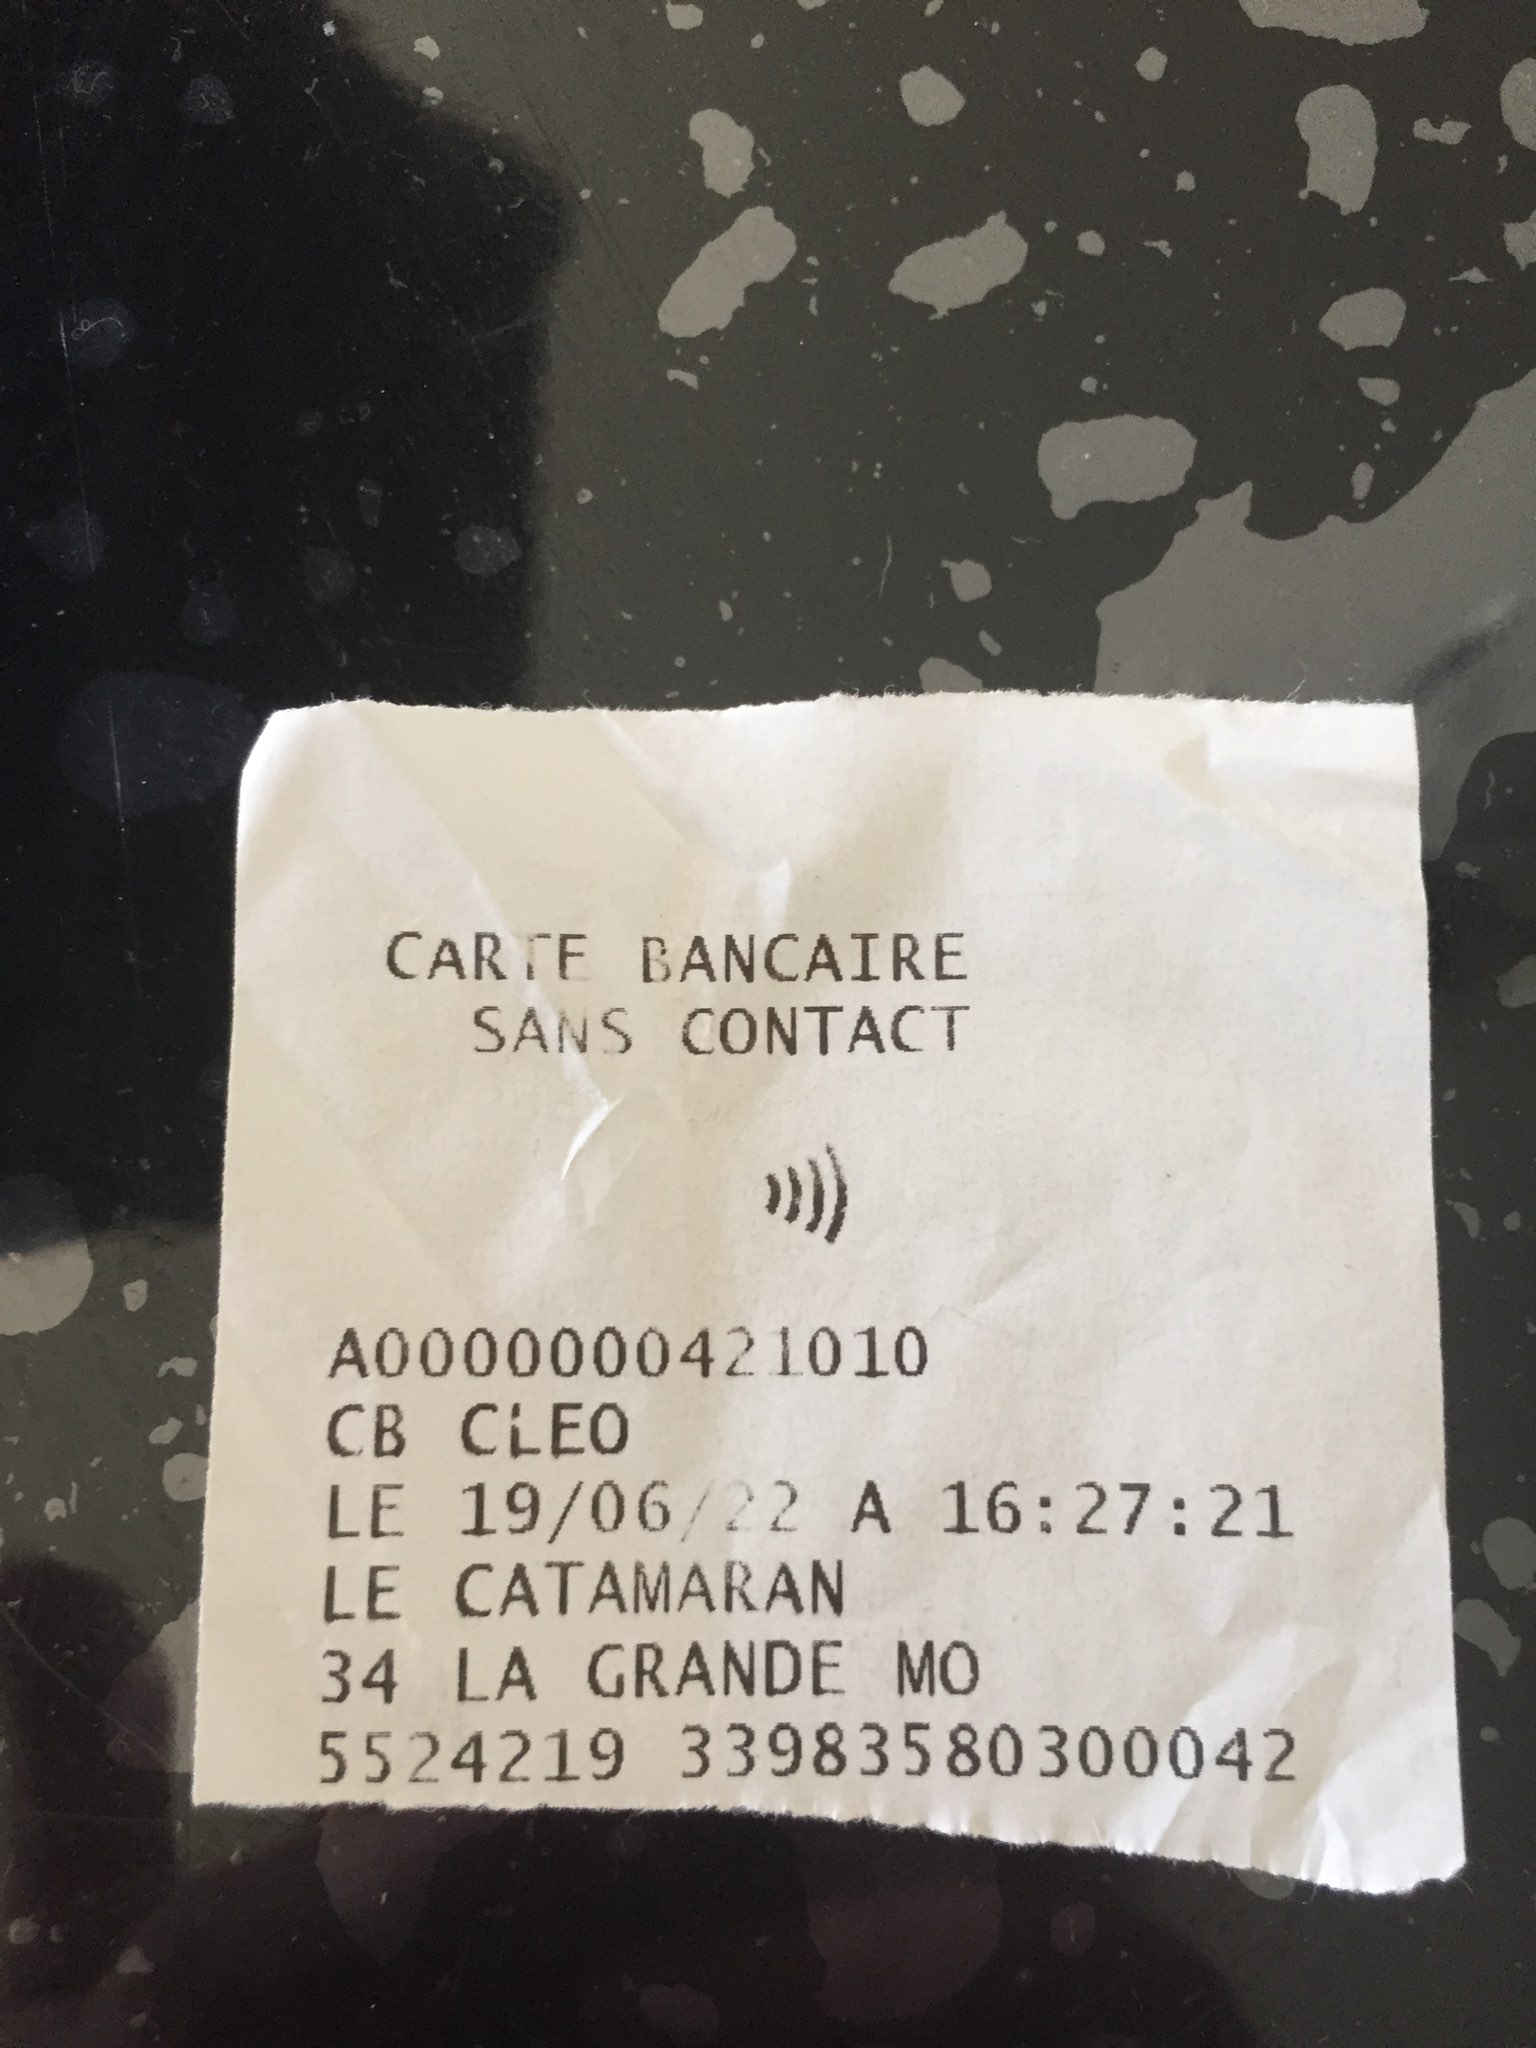 CARTE BANCAIRE
SANS CONTACT
A0000000421010
CB CLEO
LE 19/06/22 A 16:27:21
LE CATAMARAN
34 LA GRANDE MO
5524219 33983580300042